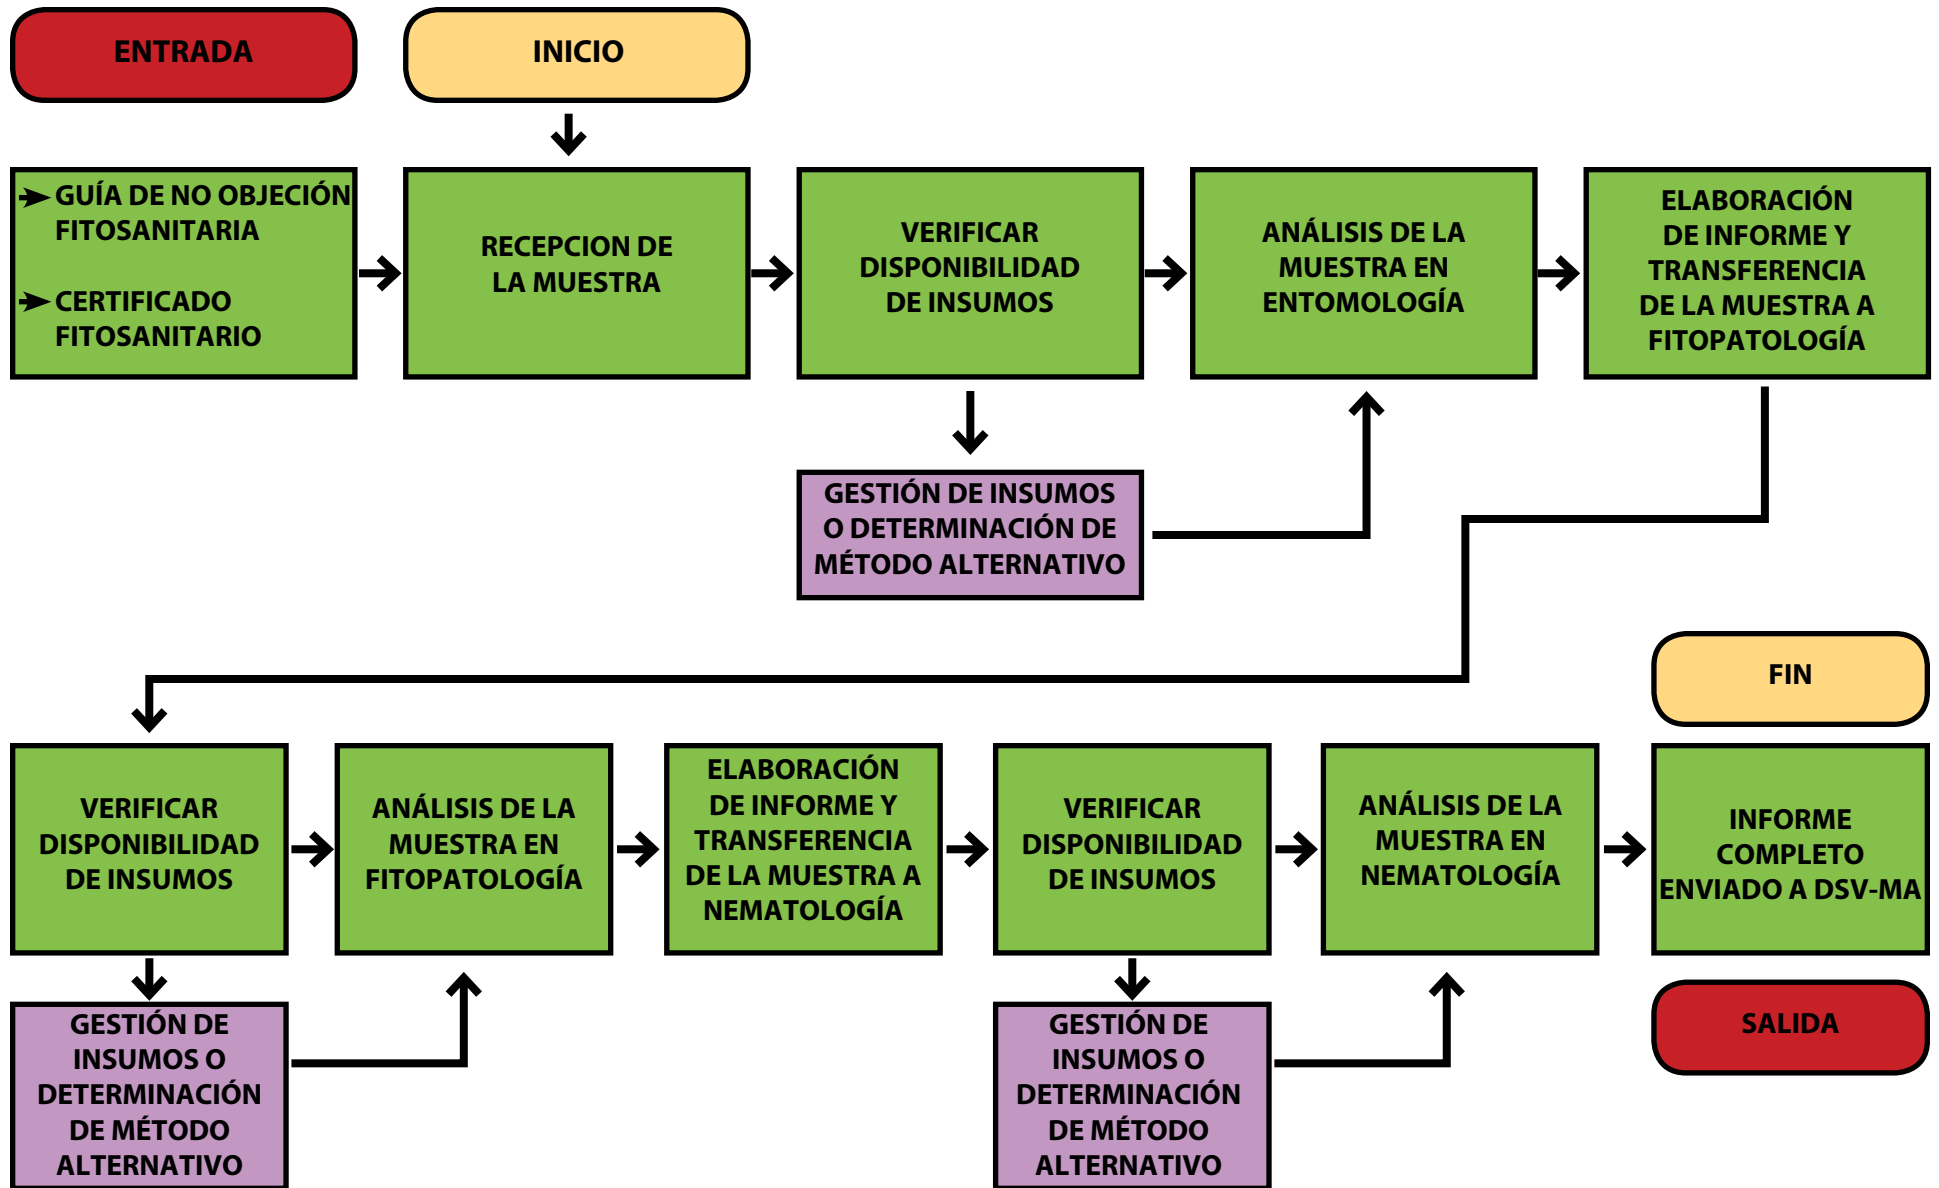 ENTRADA
INICIO
GUÍA DE NO OBJECIÓN
FITOSANITARIA
CERTIFICADO
FITOSANITARIO
RECEPCION DE
LA MUESTRA
VERIFICAR
DISPONIBILIDAD
DE INSUMOS
ANÁLISIS DE LA
MUESTRA EN
ENTOMOLOGÍA
ELABORACIÓN
DE INFORME Y
TRANSFERENCIA
DE LA MUESTRA A
FITOPATOLOGÍA
GESTIÓN DE INSUMOS
O DETERMINACIÓN DE
MÉTODO ALTERNATIVO
FIN
VERIFICAR
DISPONIBILIDAD
DE INSUMOS
ANÁLISIS DE LA
MUESTRA EN
FITOPATOLOGÍA
ELABORACIÓN
DE INFORME Y
TRANSFERENCIA
DE LA MUESTRA A
NEMATOLOGÍA
VERIFICAR
DISPONIBILIDAD
DE INSUMOS
ANÁLISIS DE LA
MUESTRA EN
NEMATOLOGÍA
INFORME
COMPLETO
ENVIADO A DSV-MA
GESTIÓN DE
INSUMOS O
DETERMINACIÓN
DE MÉTODO
ALTERNATIVO
GESTIÓN DE
INSUMOS O
DETERMINACIÓN
DE MÉTODO
ALTERNATIVO
SALIDA